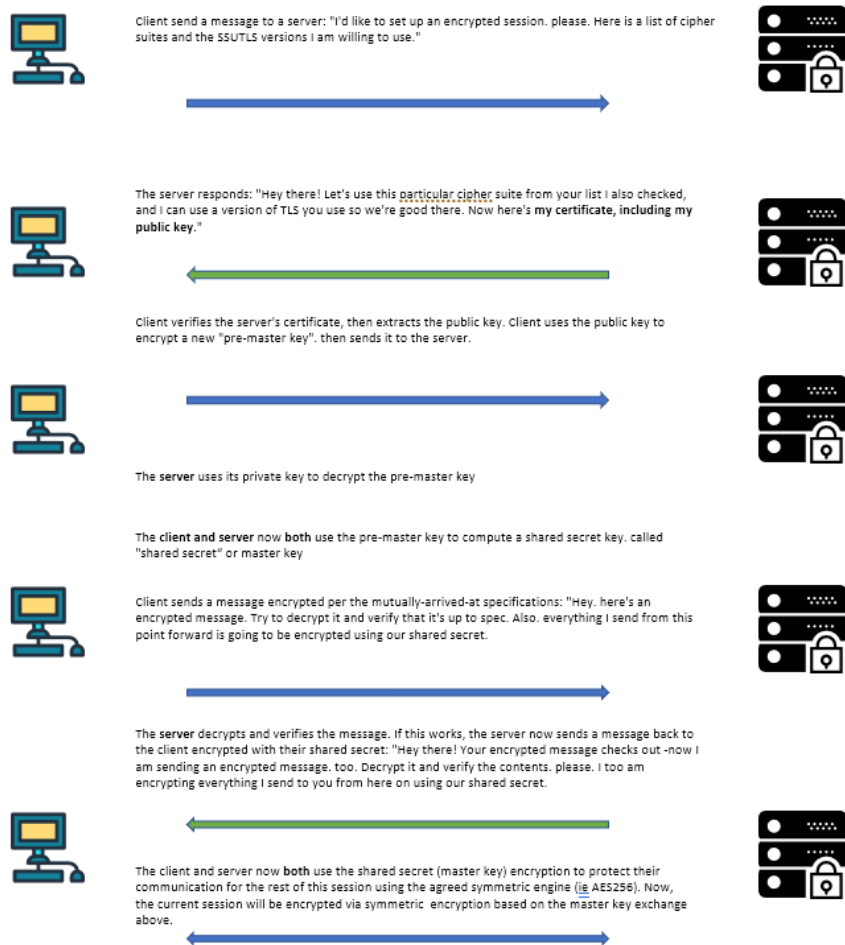 Client send a message to a server: "I'd like to set up an encrypted session. please. Here is a list of cipher
suites and the SSUTLS versions I am willing to use."
The server responds: "Hey there! Let's use this particular cipher suite from your list I also checked,
and I can use a version of TLS you use so we're good there. Now here's my certificate, including my
public key."
Client verifies the server's certificate, then extracts the public key. Client uses the public key to
encrypt a new "pre-master key". then sends it to the server.
The server uses its private key to decrypt the pre-master key
The client and server now both use the pre-master key to compute a shared secret key. called
"shared secret" or master key
Client sends a message encrypted per the mutually-arrived-at specifications: "Hey. here's an
encrypted message. Try to decrypt it and verify that it's up to spec. Also. everything I send from this
point forward is going to be encrypted using our shared secret.
The server decrypts and verifies the message. If this works, the server now sends a message back to
the client encrypted with their shared secret: "Hey there! Your encrypted message checks out -now I
am sending an encrypted message. too. Decrypt it and verify the contents. please. I too am
encrypting everything I send to you from here on using our shared secret.
The client and server now both use the shared secret (master key) encryption to protect their
communication for the rest of this session using the agreed symmetric engine (ie AES256). Now,
the current session will be encrypted via symmetric encryption based on the master key exchange
above.